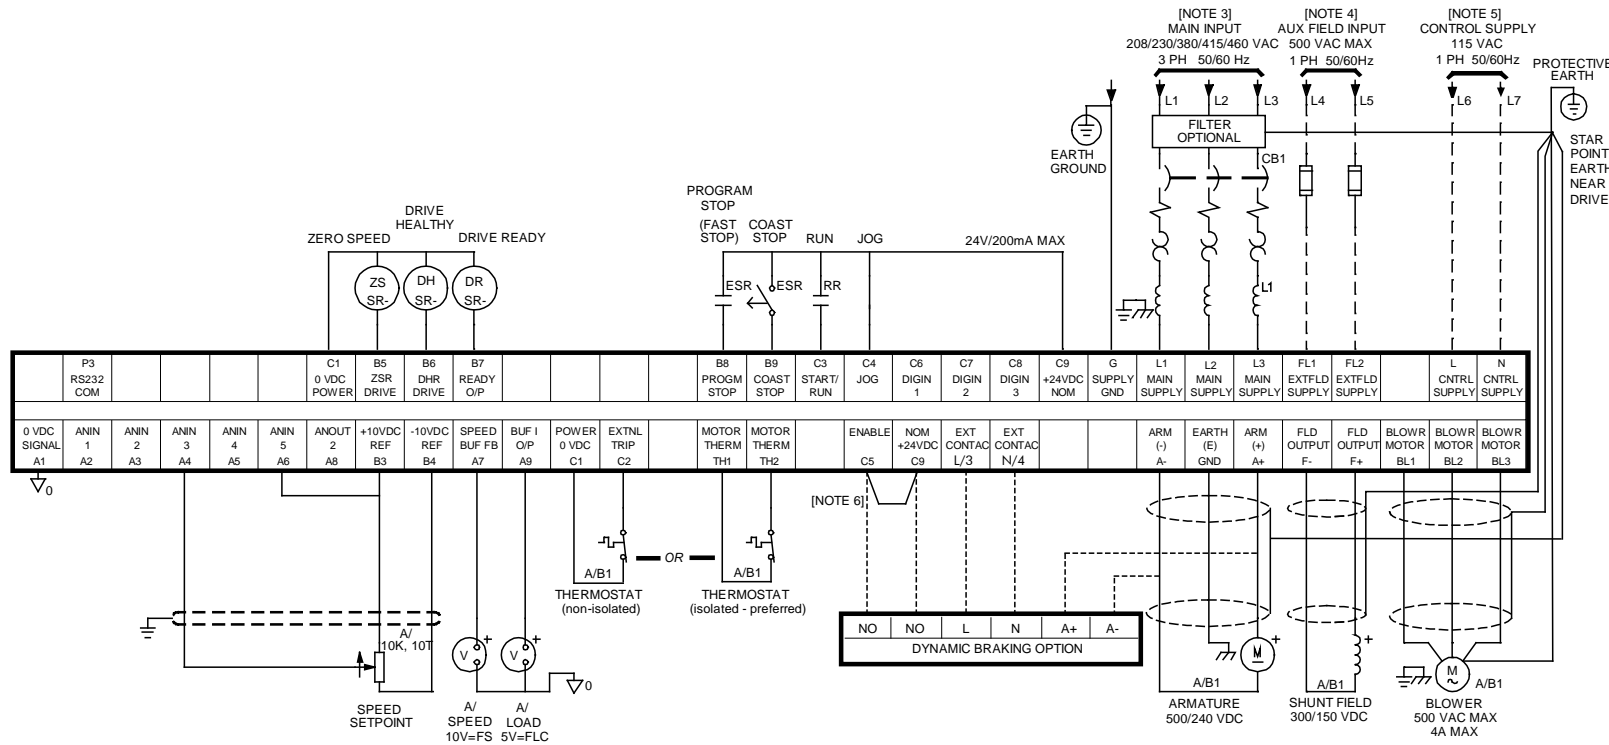 [NOTE 3]
MAIN INPUT
208/230/380/415/460 VAC
3 PH 50/60 Hz
[NOTE 4]
AUX FIELD INPUT
500 VAC MAX
1 PH 50/60Hz
[NOTE 5]
CONTROL SUPPLY
115 VAC
1 PH 50/60Hz
PROTECTIVE
EARTH
L1
L2
L3
L4
L5
L6
L7
FILTER
OPTIONAL
EARTH
GROUND
CB1
STAR
POINT
EARTH
NEAR
DRIVE
PROGRAM
STOP
(FAST
STOP)
COAST
STOP
RUN
JOG
24V/200mA MAX
DRIVE
HEALTHY
ZERO SPEED
DRIVE READY
ZS
SR-
DH
SR-
DR
SR-
ESR
ESR
RR
L1
P3
RS232
COM
C1
0 VDC
POWER
B5
ZSR
DRIVE
B6
DHR
DRIVE
B7
READY
O/P
B8
PROGM
STOP
B9
COAST
STOP
C3
START/
RUN
C4
JOG
C6
DIGIN
1
C7
DIGIN
2
C8
DIGIN
3
C9
+24VDC
NOM
G
SUPPLY
GND
L1
MAIN
SUPPLY
L2
MAIN
SUPPLY
L3
MAIN
SUPPLY
FL1
EXTFLD
SUPPLY
FL2
EXTFLD
SUPPLY
L
CNTRL
SUPPLY
N
CNTRL
SUPPLY
0 VDC
SIGNAL
A1
ANIN
1
A2
ANIN
2
A3
ANIN
3
A4
ANIN
4
A5
ANIN
5
A6
ANOUT
2
A8
+10VDC
REF
B3
-10VDC
REF
B4
SPEED
BUF FB
A7
BUF I
O/P
A9
POWER
0 VDC
C1
EXTNL
TRIP
C2
MOTOR
THERM
TH1
MOTOR
THERM
TH2
ENABLE
C5
NOM
+24VDC
C9
EXT
CONTAC
L/3
EXT
CONTAC
N/4
ARM
(-)
A-
EARTH
(E)
GND
ARM
(+)
A+
FLD
OUTPUT
F-
FLD
OUTPUT
F+
BLOWR
MOTOR
BL1
BLOWR
MOTOR
BL2
BLOWR
MOTOR
BL3
0
[NOTE 6]
OR
A/B1
THERMOSTAT
(non-isolated)
A/B1
THERMOSTAT
(isolated - preferred)
A/
10K, 10T
NO
NO
L
N
A+
A-
DYNAMIC BRAKING OPTION
V
+
V
+
0
SPEED
SETPOINT
A/
SPEED
10V=FS
A/
LOAD
5V=FLC
M
+
A/B1
ARMATURE
500/240 VDC
+
A/B1
SHUNT FIELD
300/150 VDC
M
~
A/B1
BLOWER
500 VAC MAX
4A MAX